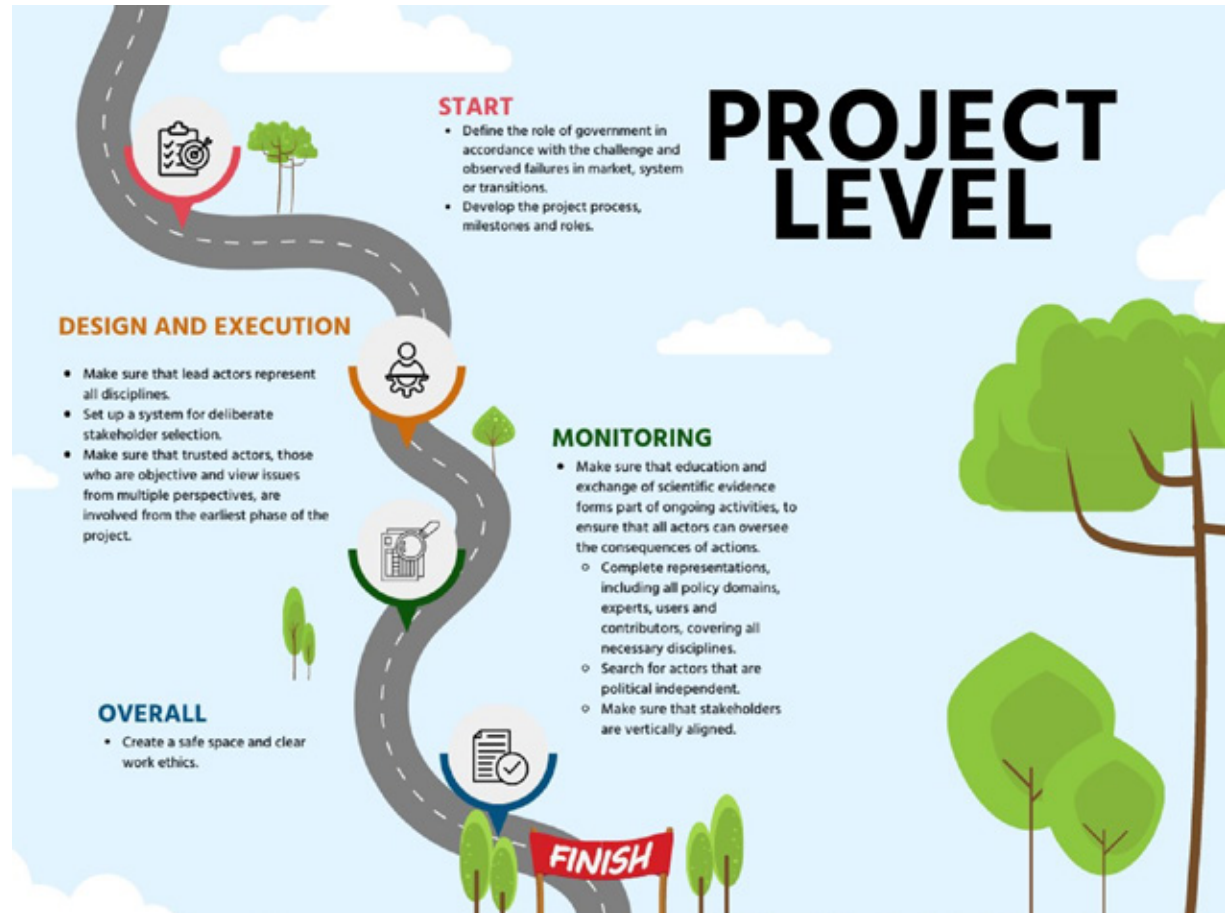 PROJECT
LEVEL
START
• Define the role of government in
accordance with the challenge and
observed failures in market, system
or transitions.
• Develop the project process,
milestones and roles.
DESIGN AND EXECUTION
• Make sure that lead actors represent
all disciplines.
• Set up a system for deliberate
stakeholder selection.
• Make sure that trusted actors, those
who are objective and view issues
from multiple perspectives, are
involved from the earliest phase of the
project.
MONITORING
• Make sure that education and
exchange of scientific evidence
forms part of ongoing activities, to
ensure that all actors can oversee
the consequences of actions.
○ Complete representations,
including all policy domains,
experts, users and
contributors, covering all
necessary disciplines.
○ Search for actors that are
political independent.
○ Make sure that stakeholders
are vertically aligned.
OVERALL
• Create a safe space and clear
work ethics.
FINISH